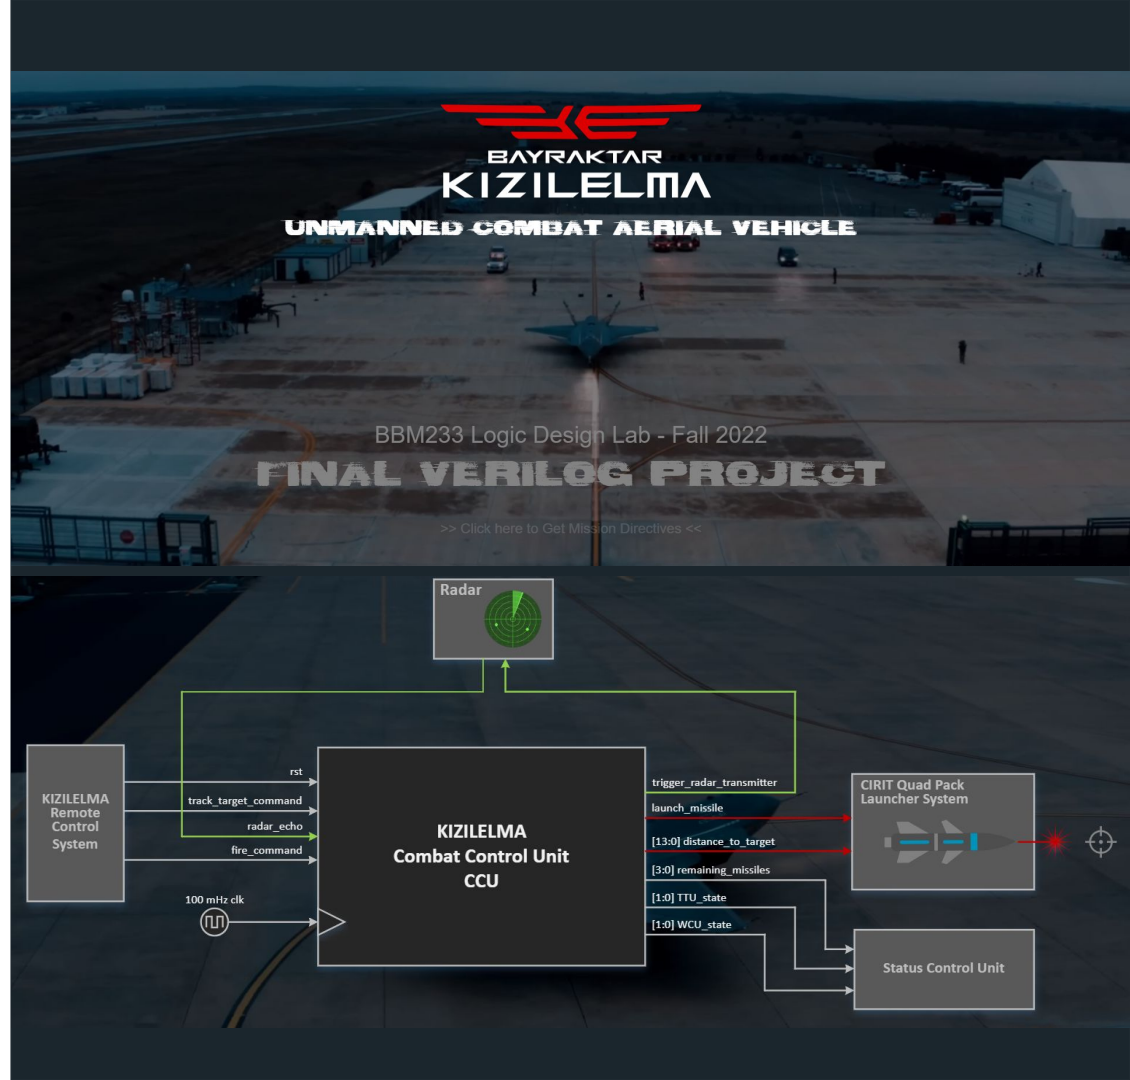 BAYRAKTAR
KIZILELMA
UNMANNED COMBAT AERIAL VEHICLE
BBM233 Logic Design Lab - Fall 2022
FINAL VERILOG PROJECT
>> Click here to Get Mission Directives <<
Radar
KIZILELMA
Remote
Control
System
rst
track_target_command
radar_echo
fire_command
100 mHz clk
KIZILELMA
Combat Control Unit
CCU
trigger_radar_transmitter
launch_missile
[13:0] distance_to_target
[3:0] remaining_missiles
[1:0] TTU_state
[1:0] WCU_state
CIRIT Quad Pack
Launcher System
Status Control Unit